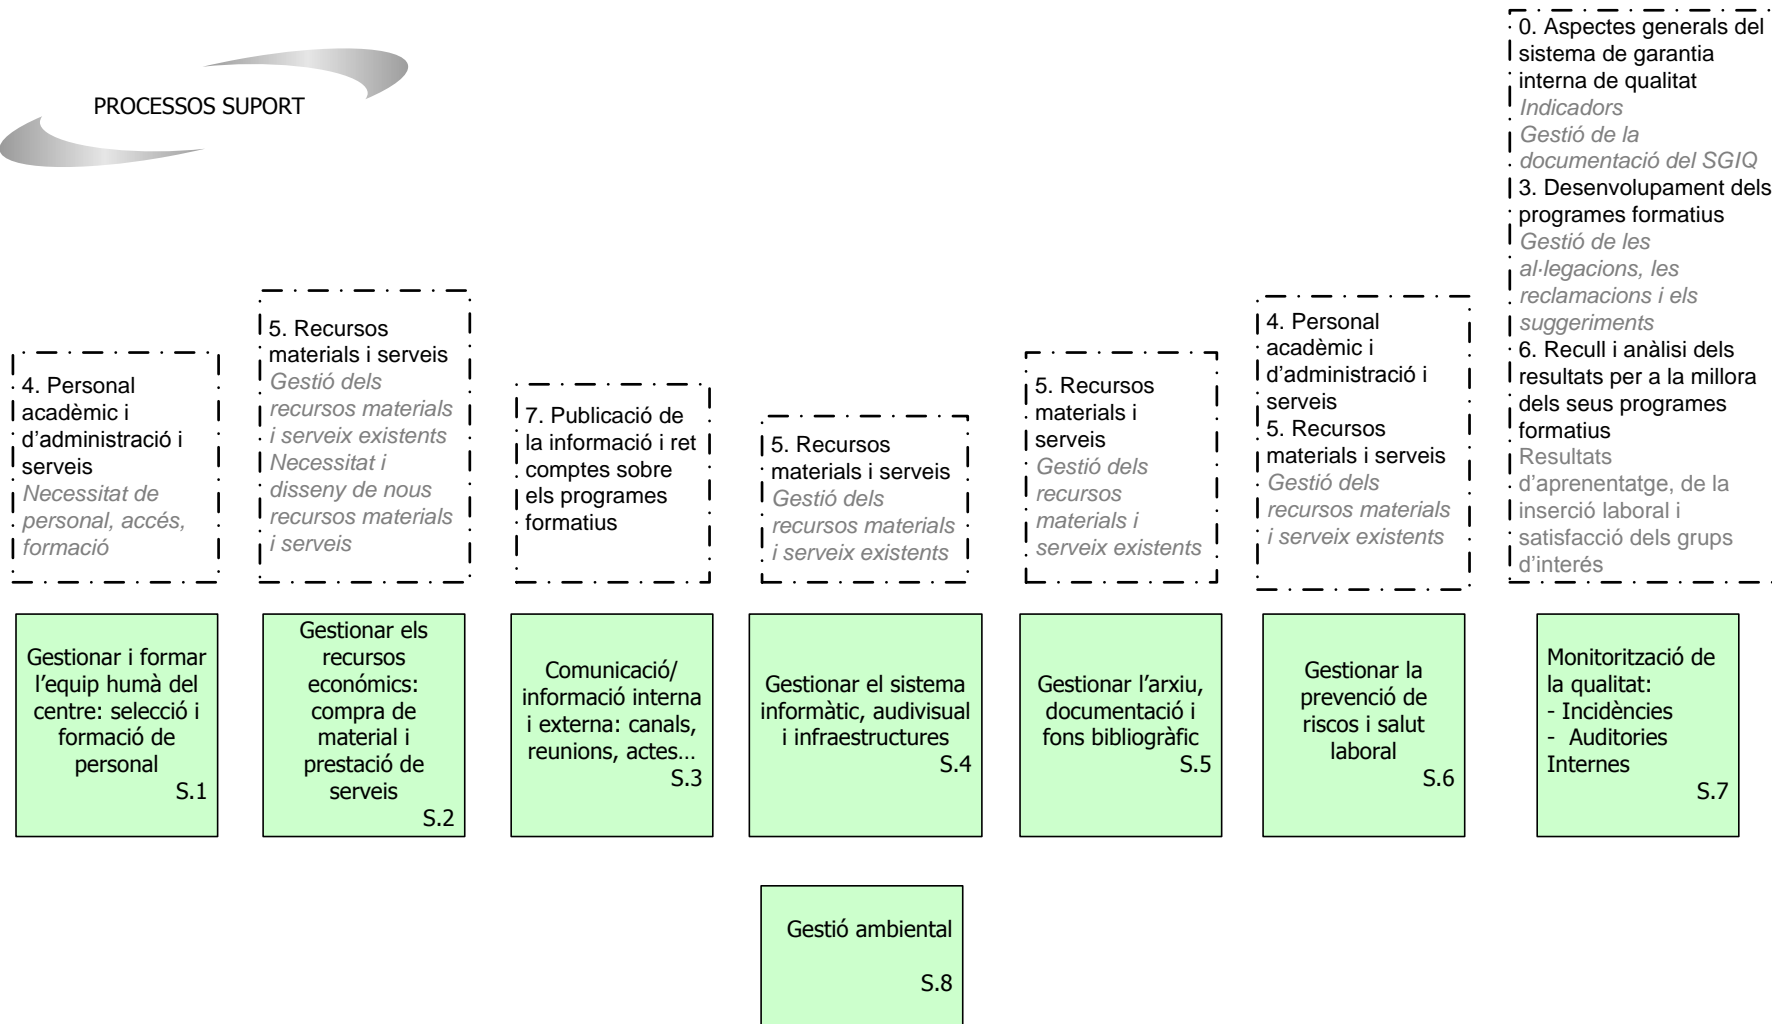 PROCESSOS SUPORT
4. Personal
acadèmic i
d’administració i
serveis
Necessitat de
personal, accés,
formació
5. Recursos
materials i serveis
Gestió dels
recursos materials
i serveix existents
Necessitat i
disseny de nous
recursos materials
i serveis
7. Publicació de
la informació i ret
comptes sobre
els programes
formatius
5. Recursos
materials i serveis
Gestió dels
recursos materials
i serveix existents
5. Recursos
materials i
serveis
Gestió dels
recursos
materials i
serveix existents
4. Personal
acadèmic i
d’administració i
serveis
5. Recursos
materials i serveis
Gestió dels
recursos materials
i serveix existents
0. Aspectes generals del
sistema de garantia
interna de qualitat
Indicadors
Gestió de la
documentació del SGIQ
3. Desenvolupament dels
programes formatius
Gestió de les
al·legacions, les
reclamacions i els
suggeriments
6. Recull i anàlisi dels
resultats per a la millora
dels seus programes
formatius
Resultats
d’aprenentatge, de la
inserció laboral i
satisfacció dels grups
d’interés
Gestionar i formar
l’equip humà del
centre: selecció i
formació de
personal
S.1
Gestionar els
recursos
económics:
compra de
material i
prestació de
serveis
S.2
Comunicació/
informació interna
i externa: canals,
reunions, actes…
S.3
Gestionar el sistema
informàtic, audivisual
i infraestructures
S.4
Gestionar l’arxiu,
documentació i
fons bibliogràfic
S.5
Gestionar la
prevenció de
riscos i salut
laboral
S.6
Monitorització de
la qualitat:
- Incidències
- Auditories
Internes
S.7
Gestió ambiental
S.8